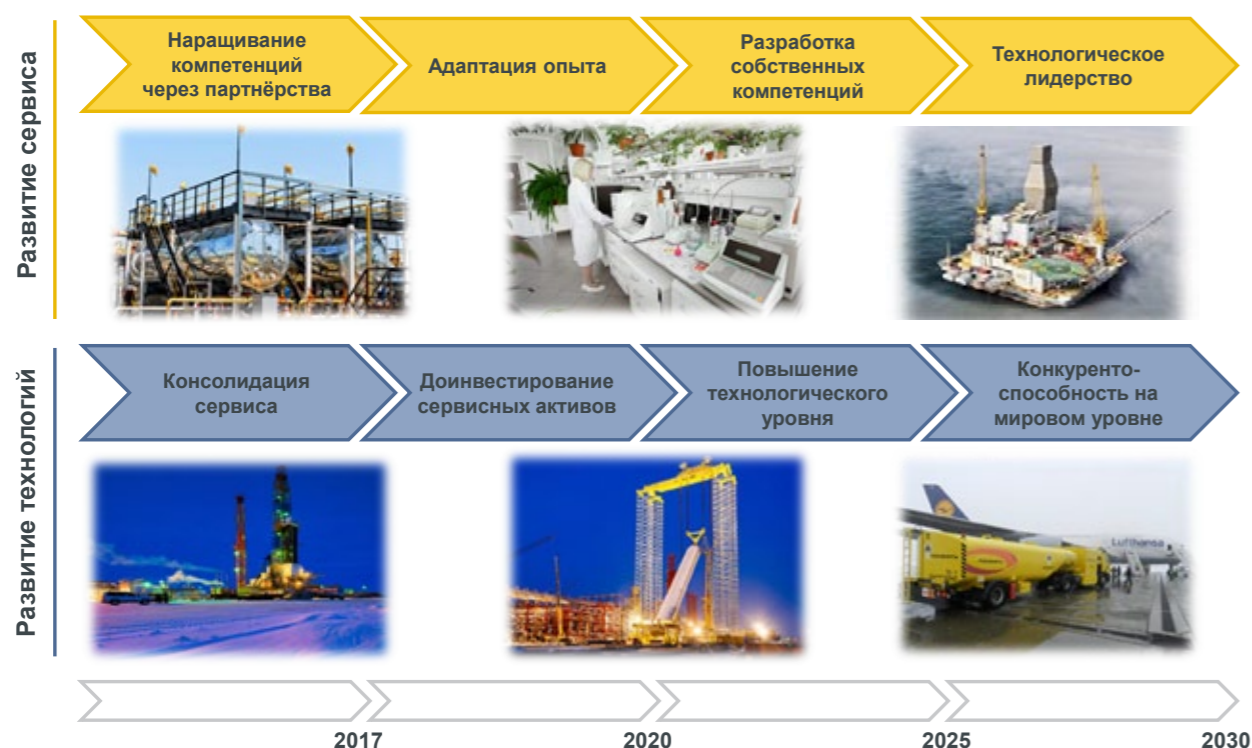 Развитие сервиса
Наращивание
компетенций
через партнёрства
Адаптация опыта
Разработка
собственных
компетенций
Технологическое
лидерство
Развитие технологий
Консолидация
сервиса
Доинвестирование
сервисных активов
Повышение
технологического
уровня
Конкуренто-
способность на
мировом уровне
Lufthansa
2017
2020
2025
2030